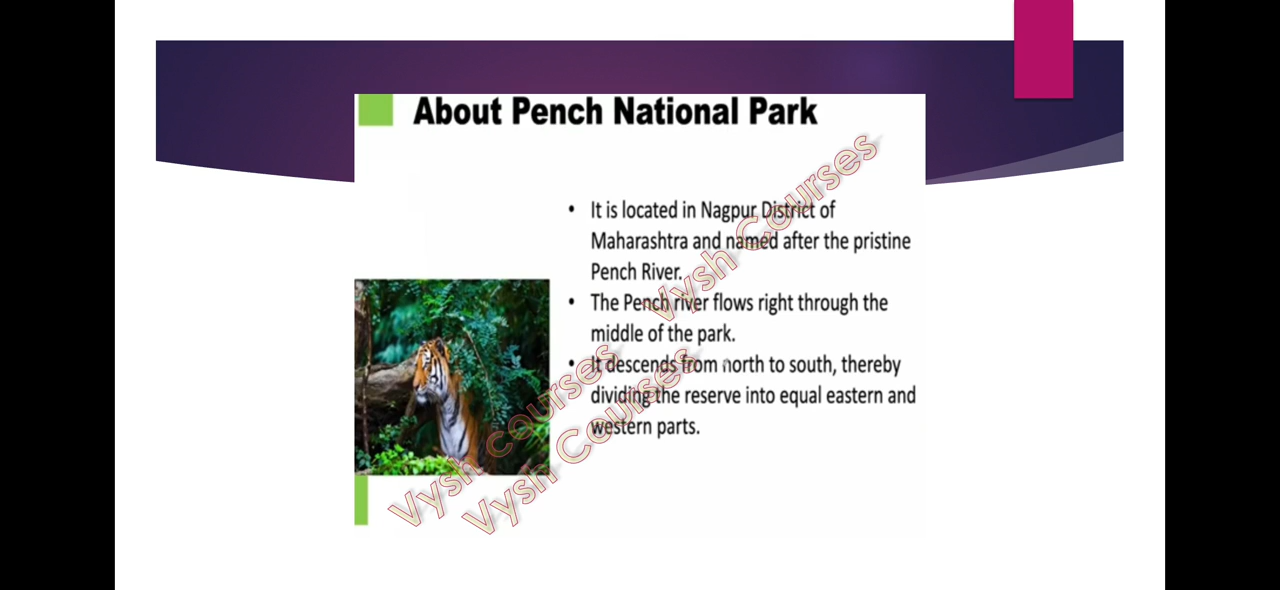 About Pench National Park
• It is located in Nagpur District of
Maharashtra and named after the pristine
Pench River.
• The Pench river flows right through the
middle of the park.
• It descends from north to south, thereby
dividing the reserve into equal eastern and
western parts.
Vysh Courses
Vysh Courses
Vysh Courses